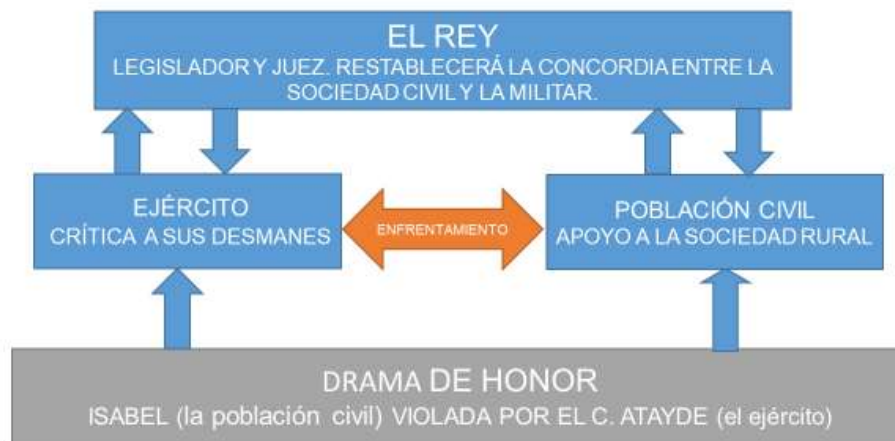 EL REY
LEGISLADOR Y JUEZ. RESTABLECERÁ LA CONCORDIA ENTRE LA
SOCIEDAD CIVIL Y LA MILITAR.
EJÉRCITO
CRÍTICA A SUS DESMANES
ENFRENTAMIENTO
POBLACIÓN CIVIL
APOYO A LA SOCIEDAD RURAL
DRAMA DE HONOR
ISABEL (la población civil) VIOLADA POR EL C. ATAYDE (el ejército)